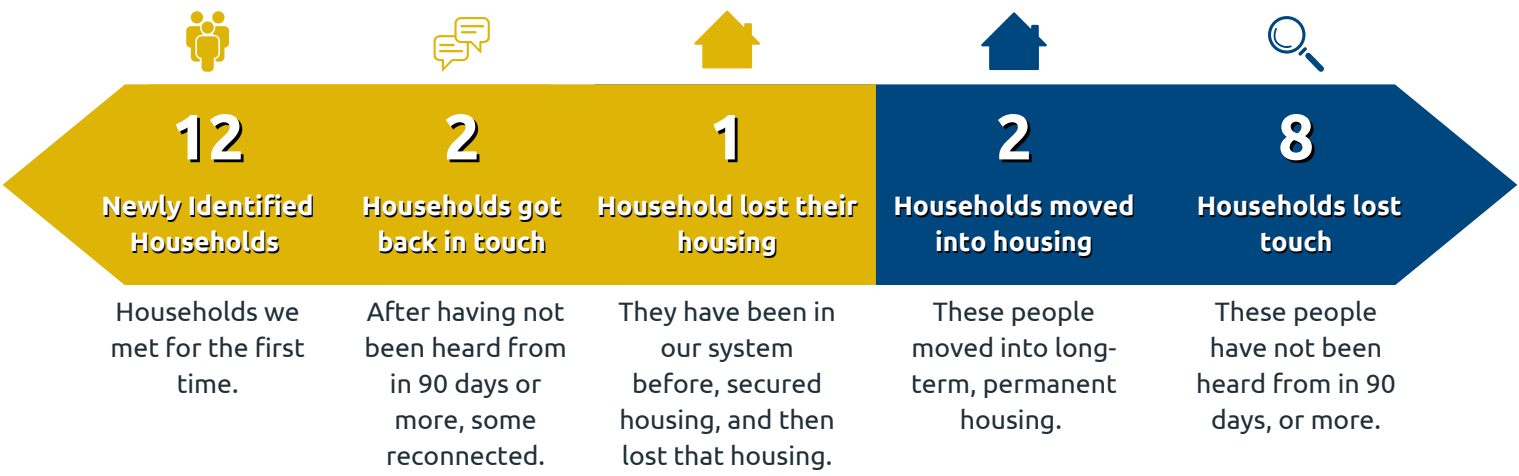 12
Newly Identified
Households
Households we
met for the first
time.
2
Households got
back in touch
After having not
been heard from
in 90 days or
more, some
reconnected.
1
Household lost their
housing
They have been in
our system
before, secured
housing, and then
lost that housing.
2
Households moved
into housing
These people
moved into long-
term, permanent
housing.
8
Households lost
touch
These people
have not been
heard from in 90
days, or more.